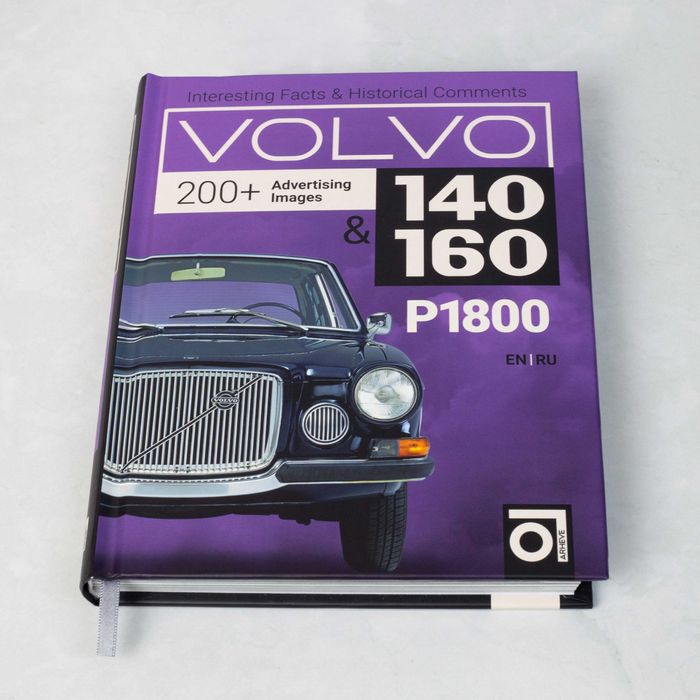 Interesting Facts & Historical Comments
VOLVO
200+ Advertising
Images
140
& 160
P1800
EN|RU
VOLVO
ARHEVE